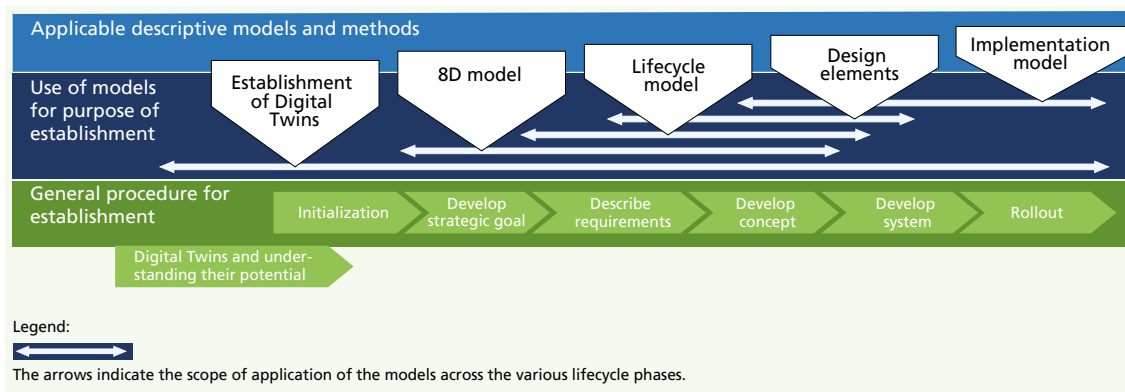 Applicable descriptive models and methods
Establishment
of Digital
Twins
8D model
Lifecycle
model
Design
elements
Implementation
model
Use of models
for purpose of
establishment
General procedure for
establishment
Initialization
Develop
strategic goal
Describe
requirements
Develop
concept
Develop
system
Rollout
Digital Twins and under-
standing their potential
Legend:
The arrows indicate the scope of application of the models across the various lifecycle phases.